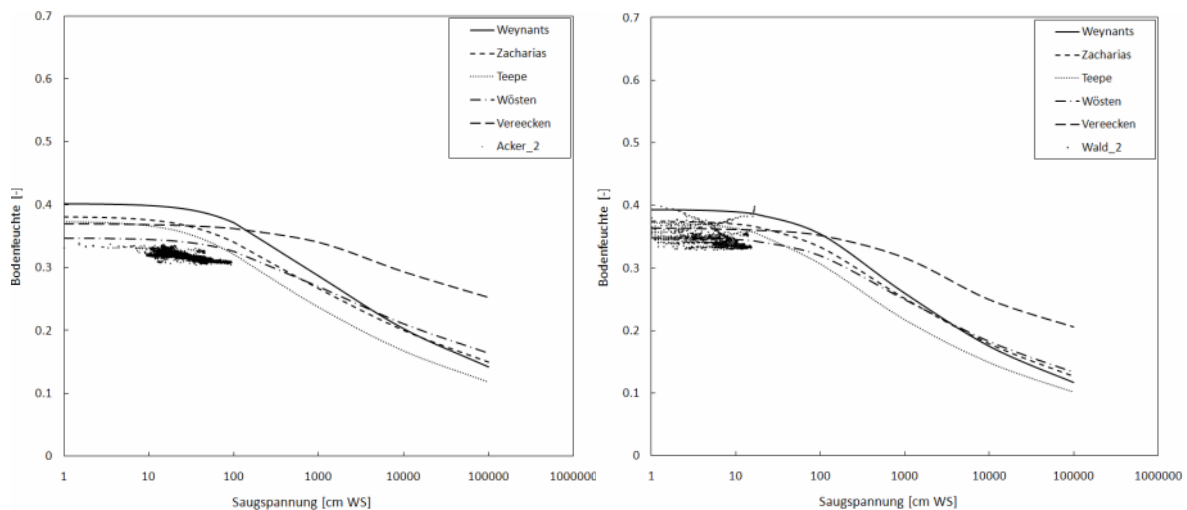 0.7
0.6
0.5
0.4
0.3
0.2
0.1
0
Bodenfeuchte [-]
1 10 100 1000 10000 100000 1000000
Saugspannung [cm WS]
Weynants
Zacharias
Teepe
Wösten
Vereecken
Acker_2
0.7
0.6
0.5
0.4
0.3
0.2
0.1
0
Bodenfeuchte [-]
1 10 100 1000 10000 100000 1000000
Saugspannung [cm WS]
Weynants
Zacharias
Teepe
Wösten
Vereecken
Wald_2